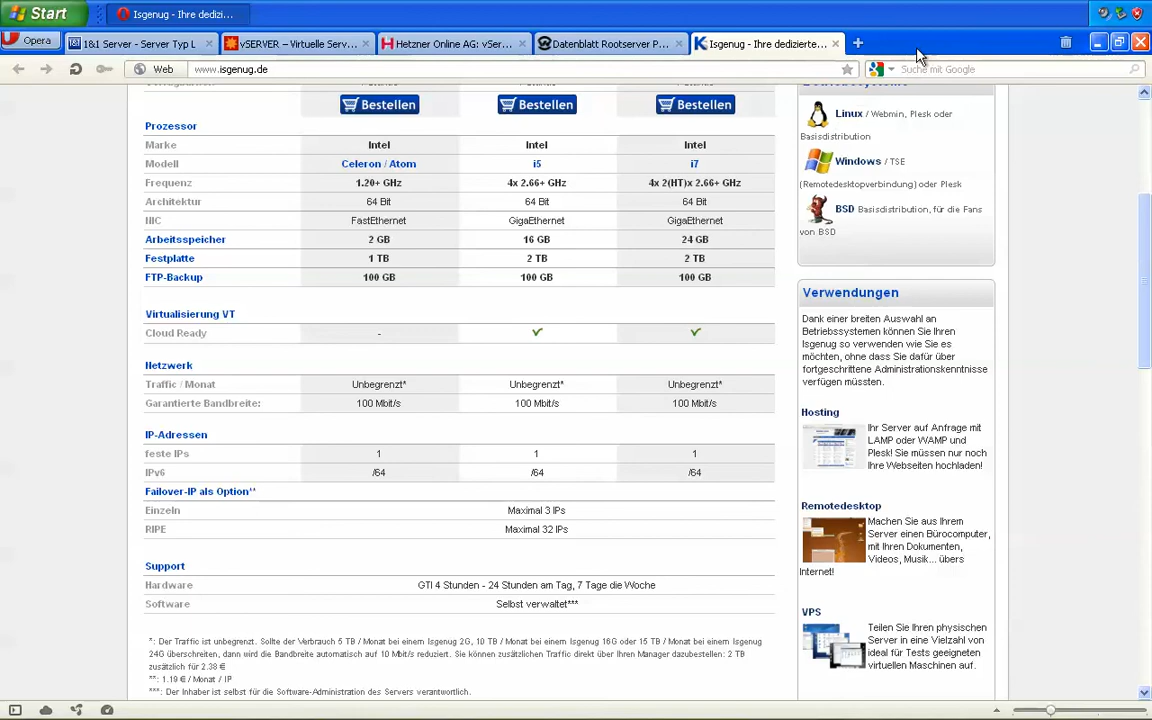 Start
Isgenug - Ihre dedizi...
Opera
1&1 Server - Server Typ L
vSERVER – Virtuelle Serv...
Hetzner Online AG: vSer...
Datenblatt Rootserver P...
Isgenug - Ihre dedizierte...
Web
www.isgenug.de
Suche mit Google
Bestellen Bestellen Bestellen
Prozessor
Marke Intel Intel Intel
Modell Celeron / Atom i5 i7
Frequenz 1.20+ GHz 4x 2.66+ GHz 4x 2(HT)x 2.66+ GHz
Architektur 64 Bit 64 Bit 64 Bit
NIC FastEthernet GigaEthernet GigaEthernet
Arbeitsspeicher 2 GB 16 GB 24 GB
Festplatte 1 TB 2 TB 2 TB
FTP-Backup 100 GB 100 GB 100 GB
Virtualisierung VT
Cloud Ready -
Netzwerk
Traffic / Monat Unbegrenzt* Unbegrenzt* Unbegrenzt*
Garantierte Bandbreite: 100 Mbit/s 100 Mbit/s 100 Mbit/s
IP-Adressen
feste IPs 1 1 1
IPv6 /64 /64 /64
Failover-IP als Option**
Einzeln Maximal 3 IPs
RIPE Maximal 32 IPs
Support
Hardware GTI 4 Stunden - 24 Stunden am Tag, 7 Tage die Woche
Software Selbst verwaltet***
*: Der Traffic ist unbegrenzt. Sollte der Verbrauch 5 TB / Monat bei einem Isgenug 2G, 10 TB / Monat bei einem Isgenug 16G oder 15 TB / Monat bei einem Isgenug
24G überschreiten, dann wird die Bandbreite automatisch auf 10 Mbit/s reduziert. Sie können zusätzlichen Traffic direkt über Ihren Manager dazubestellen: 2 TB
zusätzlich für 2.38 €
**: 1.19 € / Monat / IP
***: Der Inhaber ist selbst für die Software-Administration des Servers verantwortlich.
Linux / Webmin, Plesk oder
Basisdistribution
Windows / TSE
(Remotedesktopverbindung) oder Plesk
BSD Basisdistribution, für die Fans
von BSD
Verwendungen
Dank einer breiten Auswahl an
Betriebssystemen können Sie Ihren
Isgenug so verwenden wie Sie es
möchten, ohne dass Sie dafür über
fortgeschrittene Administrationskenntnisse
verfügen müssten.
Hosting
Ihr Server auf Anfrage mit
LAMP oder WAMP und
Plesk! Sie müssen nur noch
Ihre Webseiten hochladen!
Remotedesktop
Machen Sie aus Ihrem
Server einen Bürocomputer,
mit Ihren Dokumenten,
Videos, Musik... übers
Internet!
VPS
Teilen Sie Ihren physischen
Server in eine Vielzahl von
ideal für Tests geeigneten
virtuellen Maschinen auf.